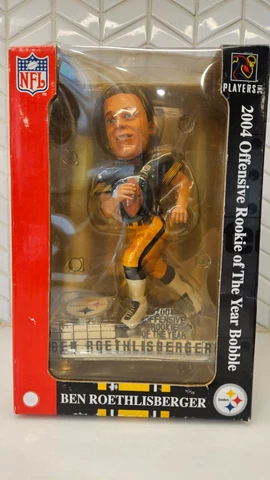 NFL
PLAYERS
2004 Offensive Rookie of The Year Bobble
2004
OFFENSIVE
ROOKIE
OF THE YEAR
BEN ROETHLISBERGER
BEN ROETHLISBERGER
Steelers